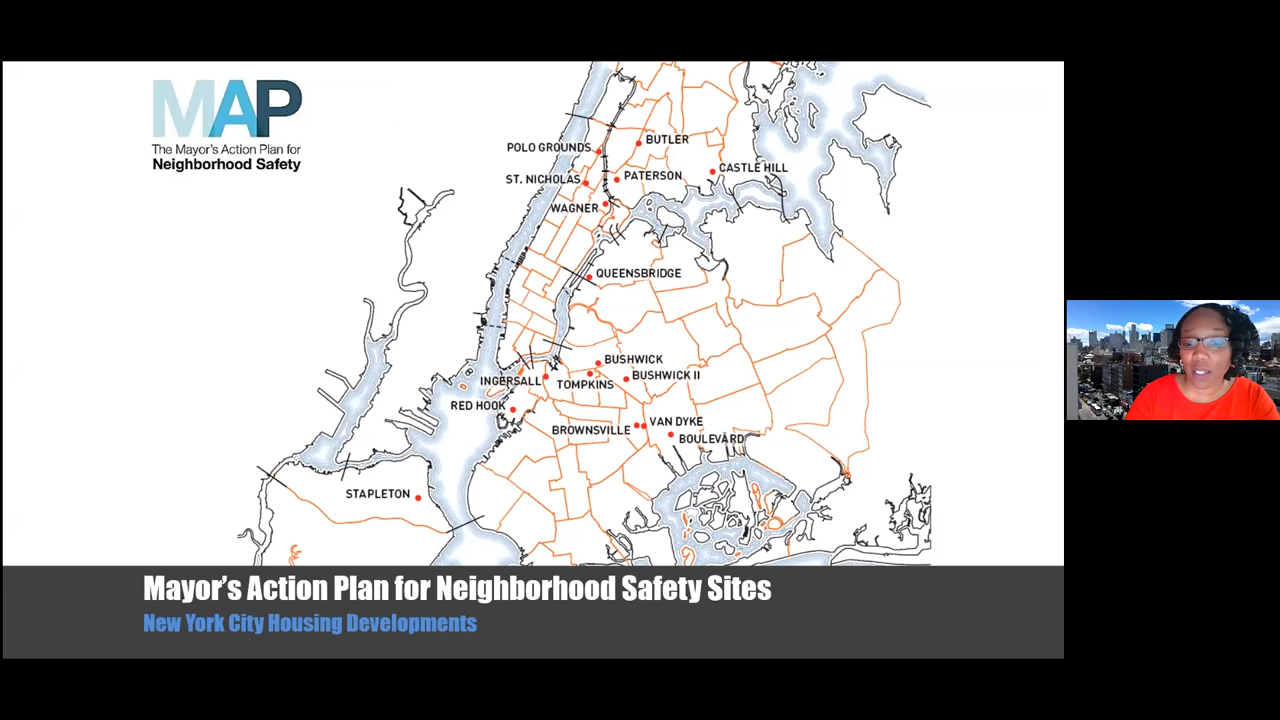 MAP
The Mayor's Action Plan for
Neighborhood Safety
BUTLER
POLO GROUNDS
CASTLE HILL
ST. NICHOLAS
PATERSON
WAGNER
QUEENSBRIDGE
BUSHWICK
BUSHWICK II
INGERSALL
TOMPKINS
RED HOOK
VAN DYKE
BROWNSVILLE
BOULEVARD
STAPLETON
Mayor's Action Plan for Neighborhood Safety Sites
New York City Housing Developments